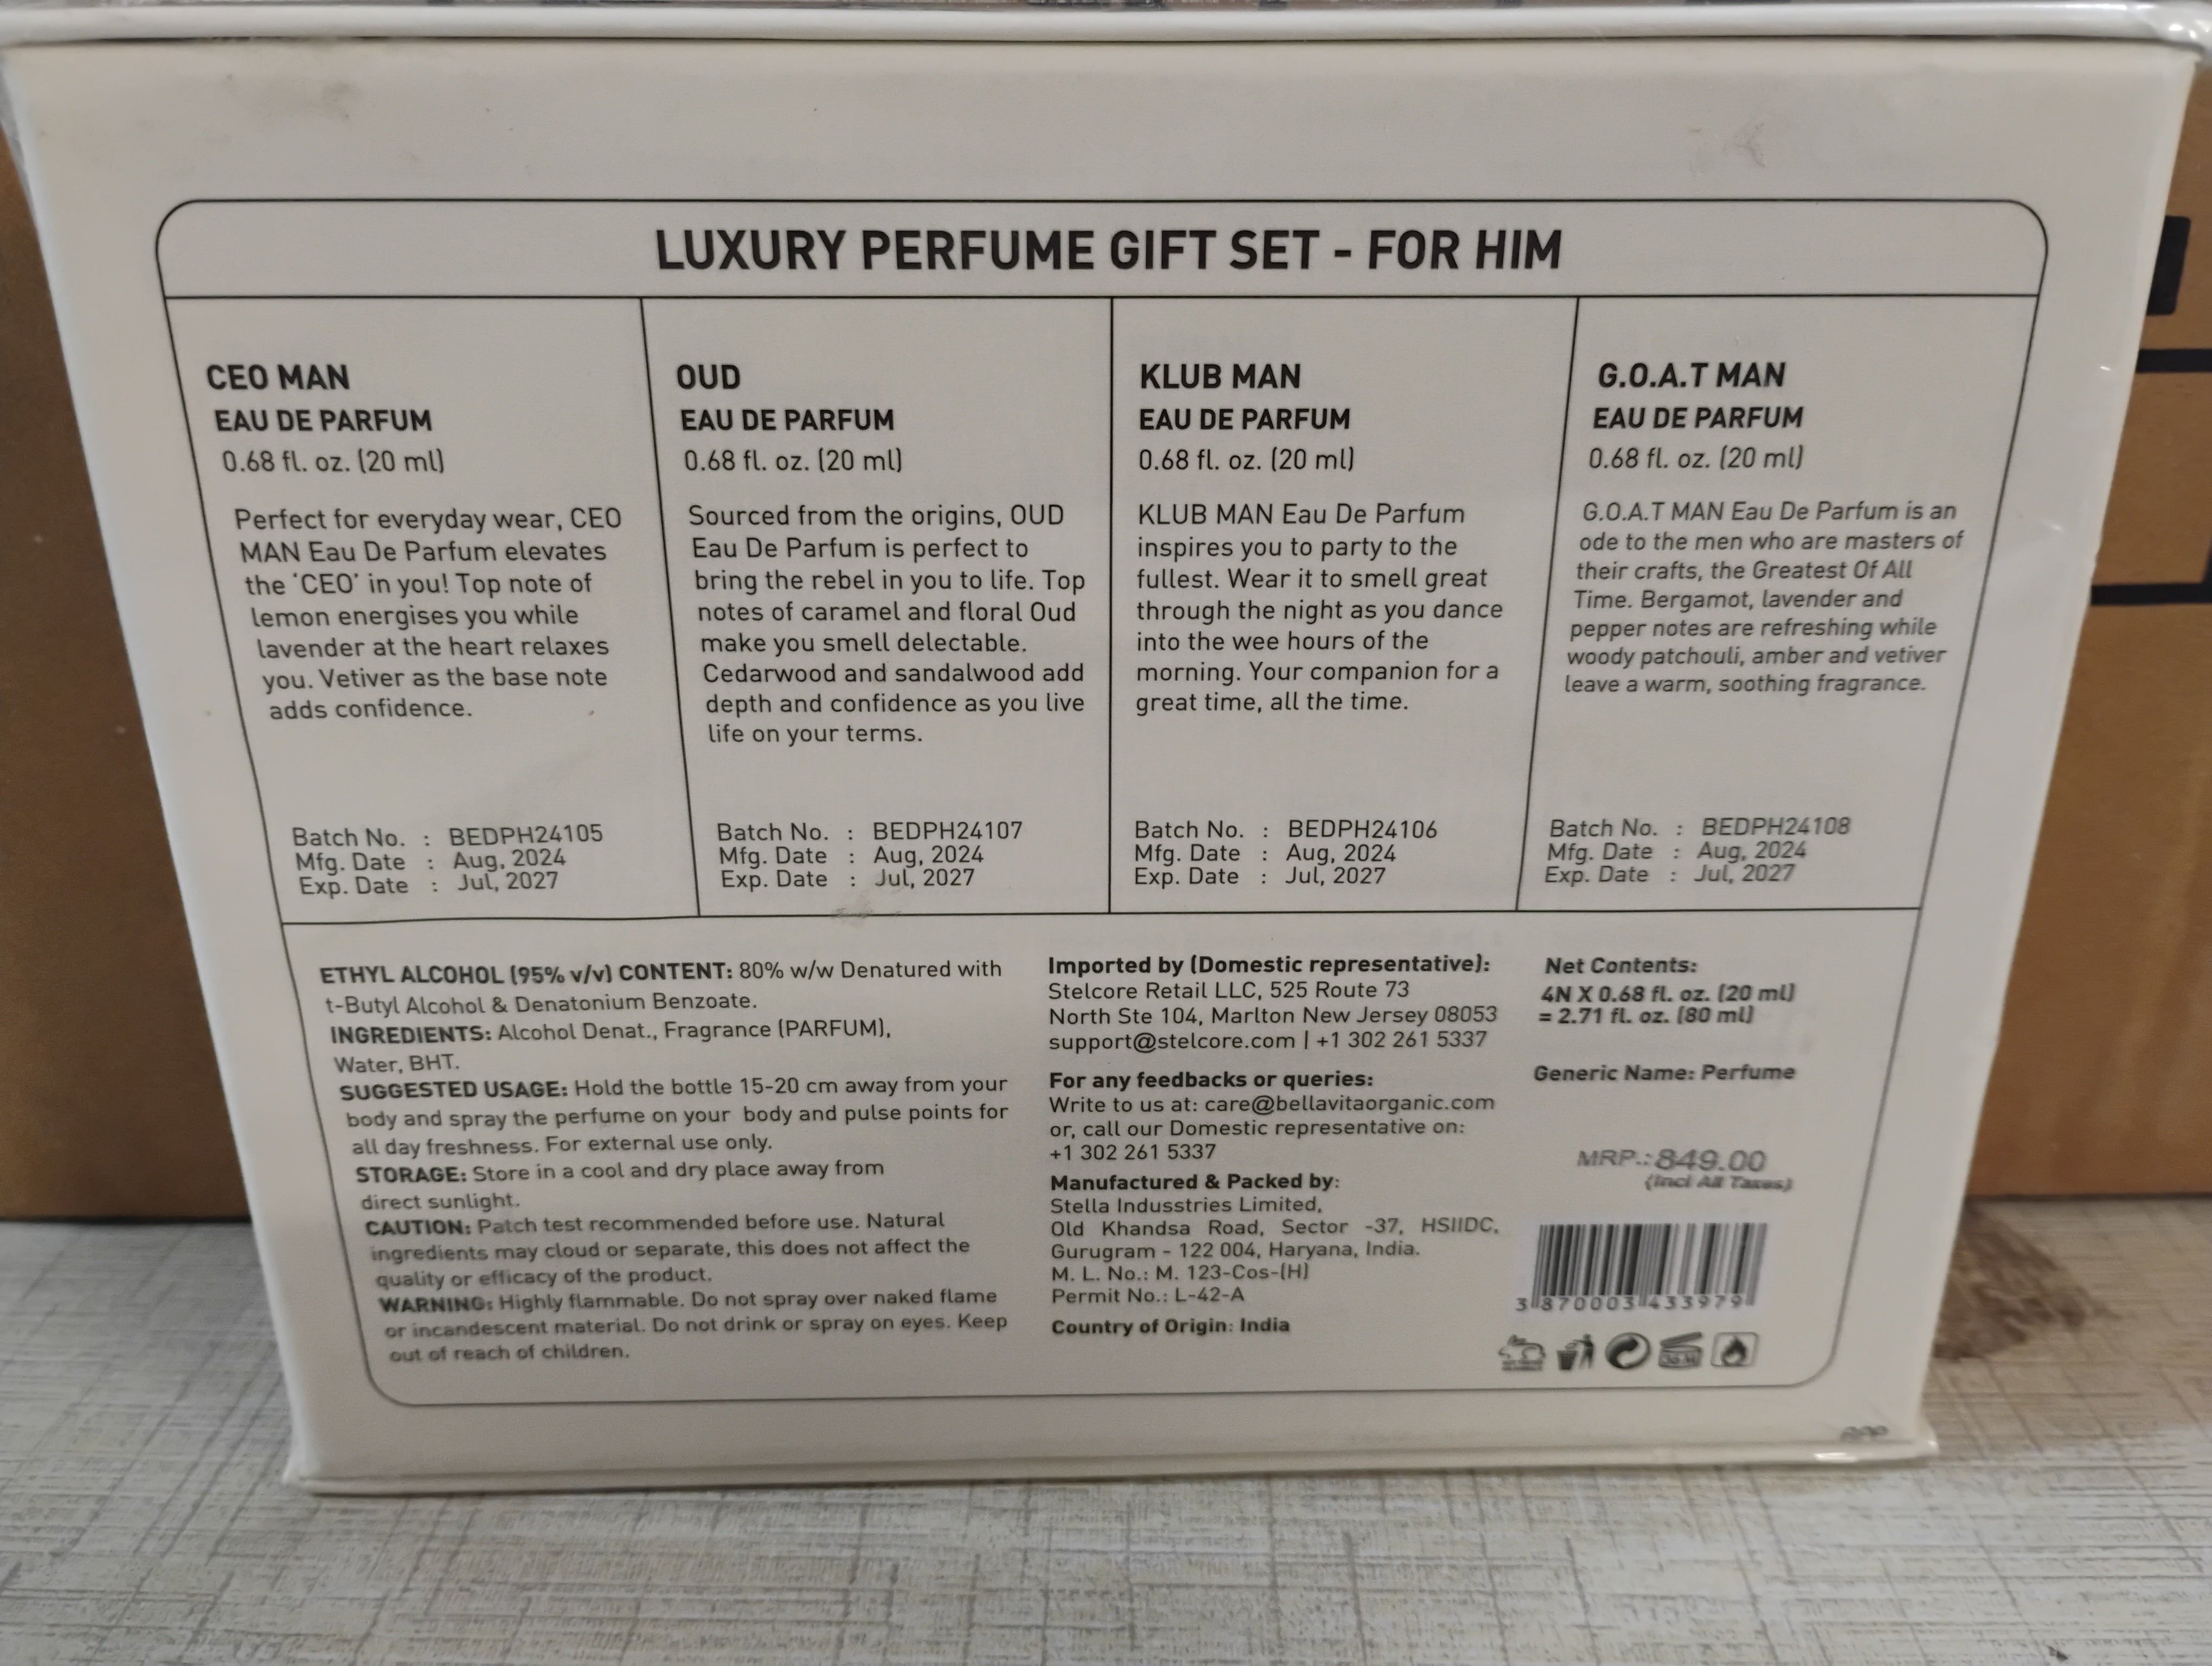 LUXURY PERFUME GIFT SET - FOR HIM
CEO MAN
EAU DE PARFUM
0.68 fl. oz. (20 ml)
Perfect for everyday wear, CEO
MAN Eau De Parfum elevates
the 'CEO' in you! Top note of
lemon energises you while
lavender at the heart relaxes
you. Vetiver as the base note
adds confidence.
Batch No. : BEDPH24105
Mfg. Date : Aug, 2024
Exp. Date : Jul, 2027
OUD
EAU DE PARFUM
0.68 fl. oz. (20 ml)
Sourced from the origins, OUD
Eau De Parfum is perfect to
bring the rebel in you to life. Top
notes of caramel and floral Oud
make you smell delectable.
Cedarwood and sandalwood add
depth and confidence as you live
life on your terms.
Batch No. : BEDPH24107
Mfg. Date : Aug, 2024
Exp. Date : Jul, 2027
KLUB MAN
EAU DE PARFUM
0.68 fl. oz. (20 ml)
KLUB MAN Eau De Parfum
inspires you to party to the
fullest. Wear it to smell great
through the night as you dance
into the wee hours of the
morning. Your companion for a
great time, all the time.
Batch No. : BEDPH24106
Mfg. Date : Aug, 2024
Exp. Date : Jul, 2027
G.O.A.T MAN
EAU DE PARFUM
0.68 fl. oz. (20 ml)
G.O.A.T MAN Eau De Parfum is an
ode to the men who are masters of
their crafts, the Greatest Of All
Time. Bergamot, lavender and
pepper notes are refreshing while
woody patchouli, amber and vetiver
leave a warm, soothing fragrance.
Batch No. : BEDPH24108
Mfg. Date : Aug, 2024
Exp. Date : Jul, 2027
ETHYL ALCOHOL (95% v/v) CONTENT: 80% w/w Denatured with
t-Butyl Alcohol & Denatonium Benzoate.
INGREDIENTS: Alcohol Denat., Fragrance (PARFUM),
Water, BHT.
SUGGESTED USAGE: Hold the bottle 15-20 cm away from your
body and spray the perfume on your body and pulse points for
all day freshness. For external use only.
STORAGE: Store in a cool and dry place away from
direct sunlight.
CAUTION: Patch test recommended before use. Natural
ingredients may cloud or separate, this does not affect the
quality or efficacy of the product.
WARNING: Highly flammable. Do not spray over naked flame
or incandescent material. Do not drink or spray on eyes. Keep
out of reach of children.
Imported by (Domestic representative):
Stelcore Retail LLC, 525 Route 73
North Ste 104, Marlton New Jersey 08053
support@stelcore.com | +1 302 261 5337
For any feedbacks or queries:
Write to us at: care@bellavitaorganic.com
or, call our Domestic representative on:
+1 302 261 5337
Manufactured & Packed by:
Stella Indusstries Limited,
Old Khandsa Road, Sector -37, HSIIDC,
Gurugram - 122 004, Haryana, India.
M. L. No.: M. 123-Cos-(H)
Permit No.: L-42-A
Country of Origin: India
Net Contents:
4N X 0.68 fl. oz. (20 ml)
= 2.71 fl. oz. (80 ml)
Generic Name: Perfume
MRP.:849.00
(Incl All Taxes)
3 870003 433979